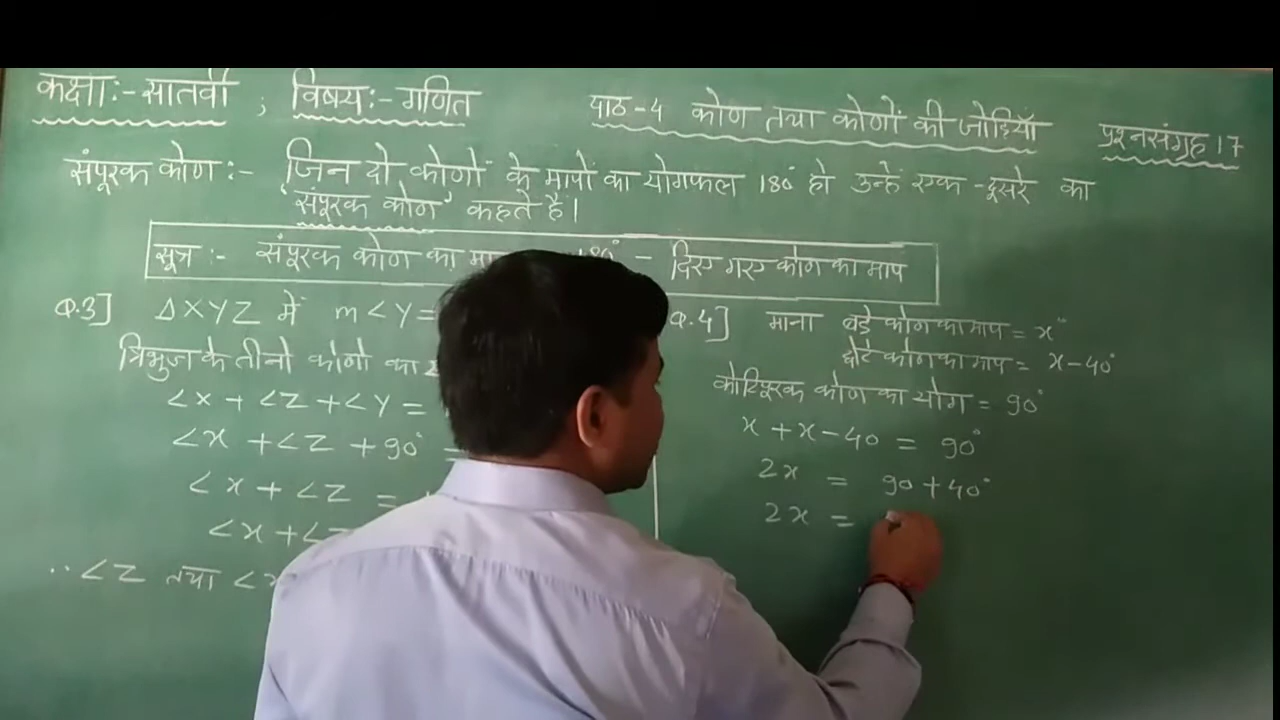 कक्षाः- सातवीं , विषयः- गणित पाठ-4 कोण तथा कोणों की जोड़ियाँ प्रश्नसंग्रह 17
संपूरक कोण :- जिन दो कोणों के मापों का योगफल 180° हो उन्हें एक-दूसरे का
'संपूरक कोण' कहते है।
सूत्र :- संपूरक कोण का - दिए गए कोण का माप
Q.3] ΔXYZ में m∠Y=
त्रिभुज के तीनो कोणो का
∠X + ∠Z + ∠Y =
∠x + ∠Z + 90° =
∠x + ∠Z =
∠x +
∠Z तथा
Q.4] माना बड़े कोण का माप = x°
छोटे कोण का माप = x-40°
कोटिपूरक कोण का योग = 90°
x + x - 40 = 90°
2x = 90 + 40°
2x =